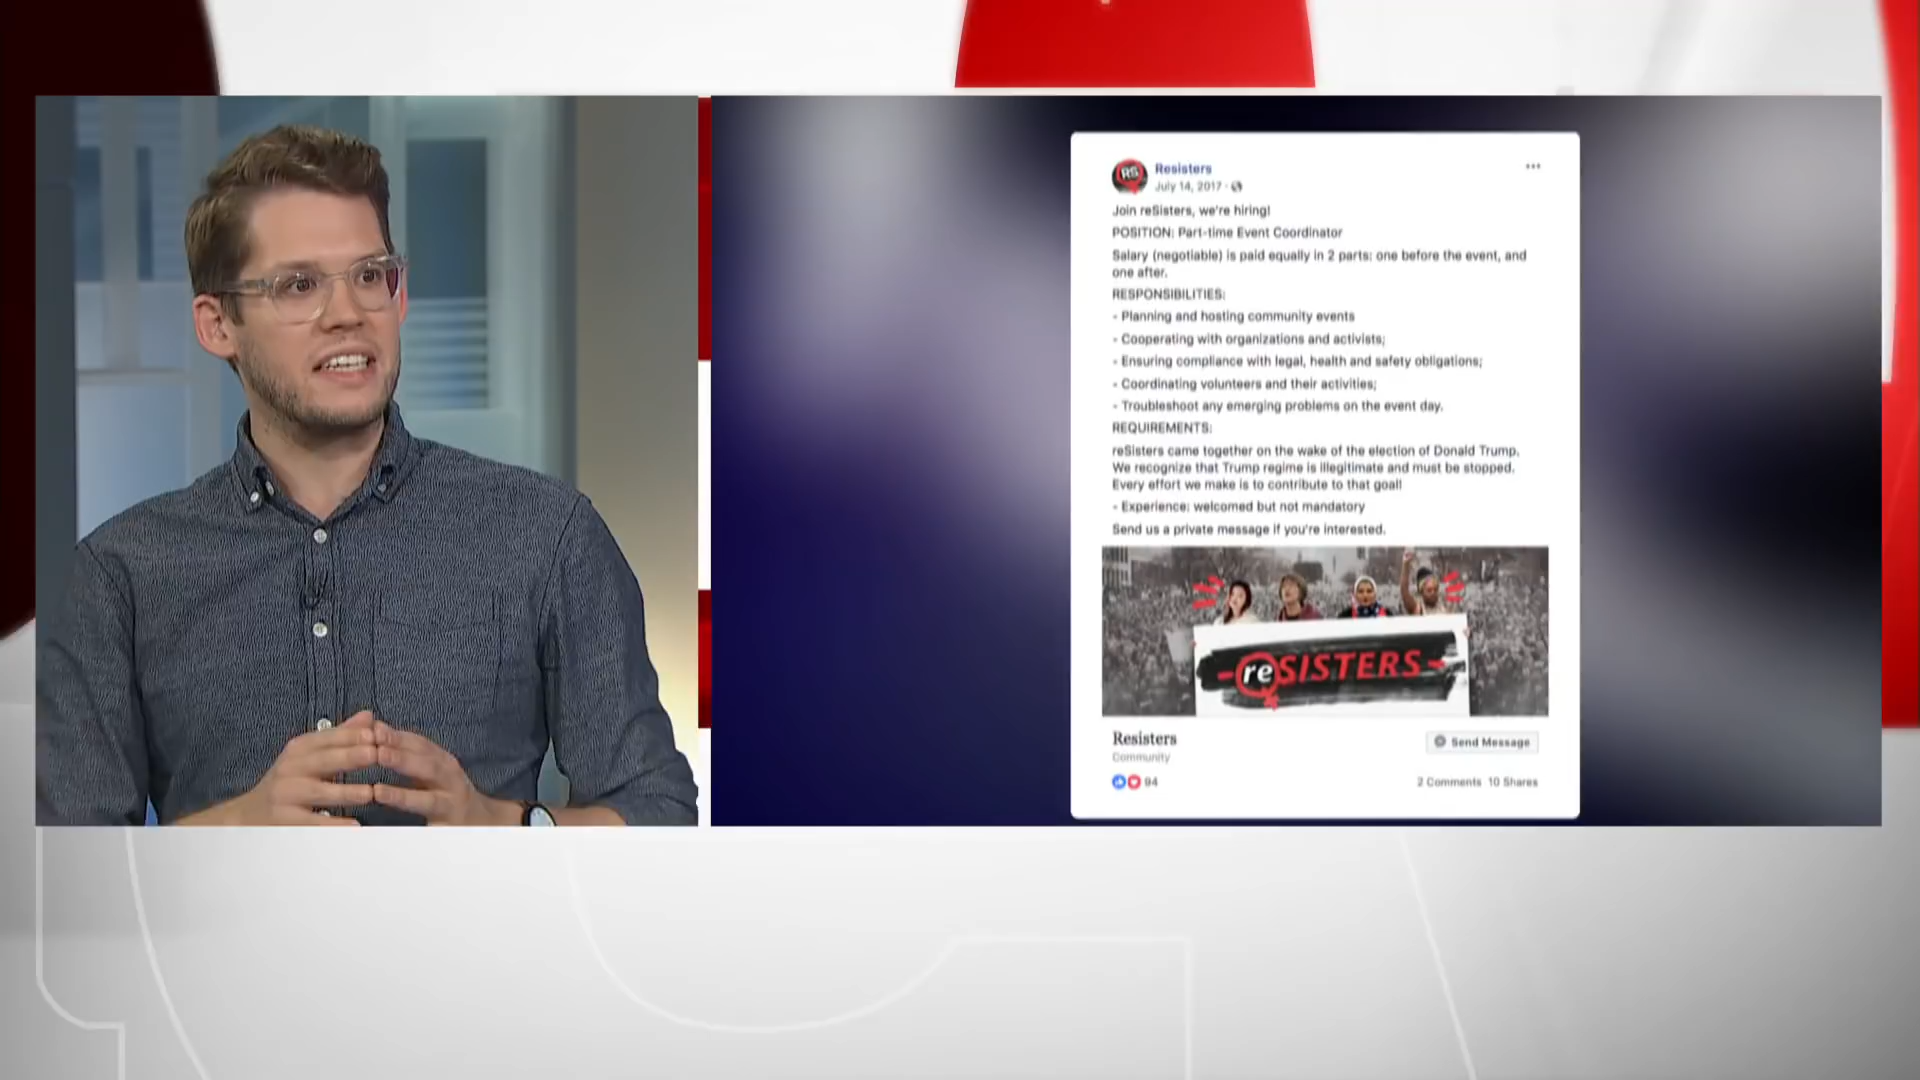 Resisters
July 14, 2017
Join reSisters, we're hiring!
POSITION: Part-time Event Coordinator
Salary (negotiable) is paid equally in 2 parts: one before the event, and
one after.
RESPONSIBILITIES:
- Planning and hosting community events
- Cooperating with organizations and activists;
- Ensuring compliance with legal, health and safety obligations;
- Coordinating volunteers and their activities;
- Troubleshoot any emerging problems on the event day.
REQUIREMENTS:
reSisters came together on the wake of the election of Donald Trump.
We recognize that Trump regime is illegitimate and must be stopped.
Every effort we make is to contribute to that goal!
- Experience: welcomed but not mandatory
Send us a private message if you're interested.
reSISTERS
Resisters
Send Message
Community
94
2 Comments 10 Shares